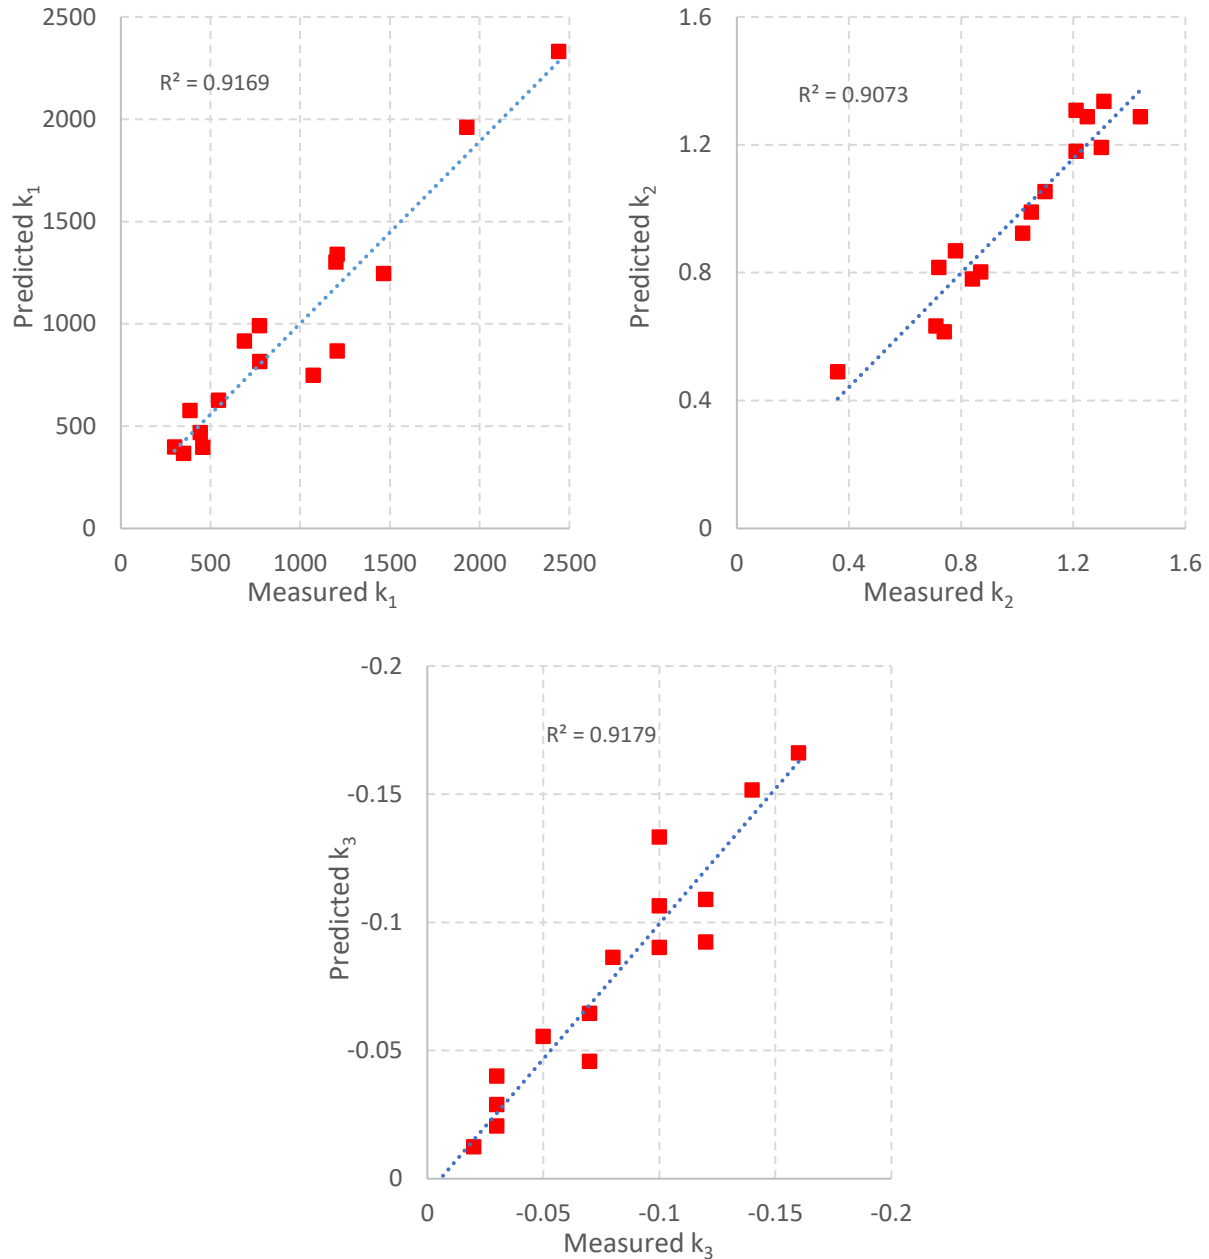 2500
2000
1500
1000
500
0
Predicted k₁
R² = 0.9169
0 500 1000 1500 2000 2500
Measured k₁
1.6
1.2
0.8
0.4
0
Predicted k₂
R² = 0.9073
0 0.4 0.8 1.2 1.6
Measured k₂
-0.2
-0.15
-0.1
-0.05
0
Predicted k₃
R² = 0.9179
0 -0.05 -0.1 -0.15 -0.2
Measured k₃